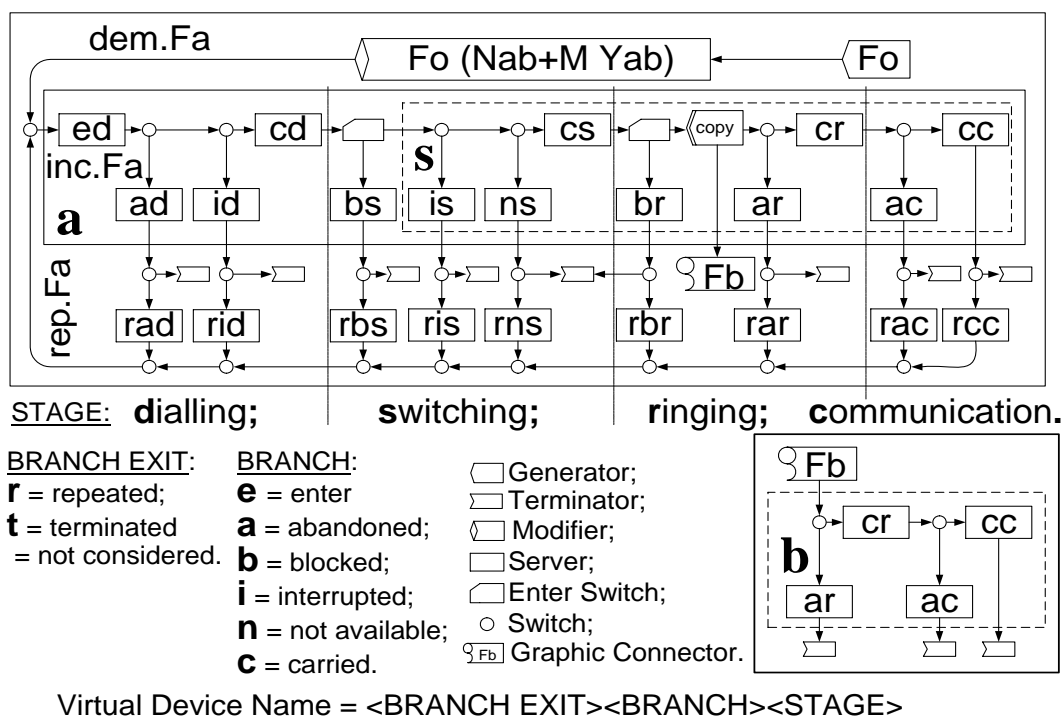 dem.Fa
Fo (Nab+M Yab)
Fo
ed cd cs copy cr cc
inc.Fa
s
a
ad id bs is ns br ar ac
rep.Fa
Fb
rad rid rbs ris rns rbr rar rac rcc
STAGE: dialling; switching; ringing; communication.
BRANCH EXIT:
r = repeated;
t = terminated
= not considered.
BRANCH:
e = enter
a = abandoned;
b = blocked;
i = interrupted;
n = not available;
c = carried.
Generator;
Terminator;
Modifier;
Server;
Enter Switch;
Switch;
Fb Graphic Connector.
Fb
cr cc
b
ar ac
Virtual Device Name = <BRANCH EXIT><BRANCH><STAGE>